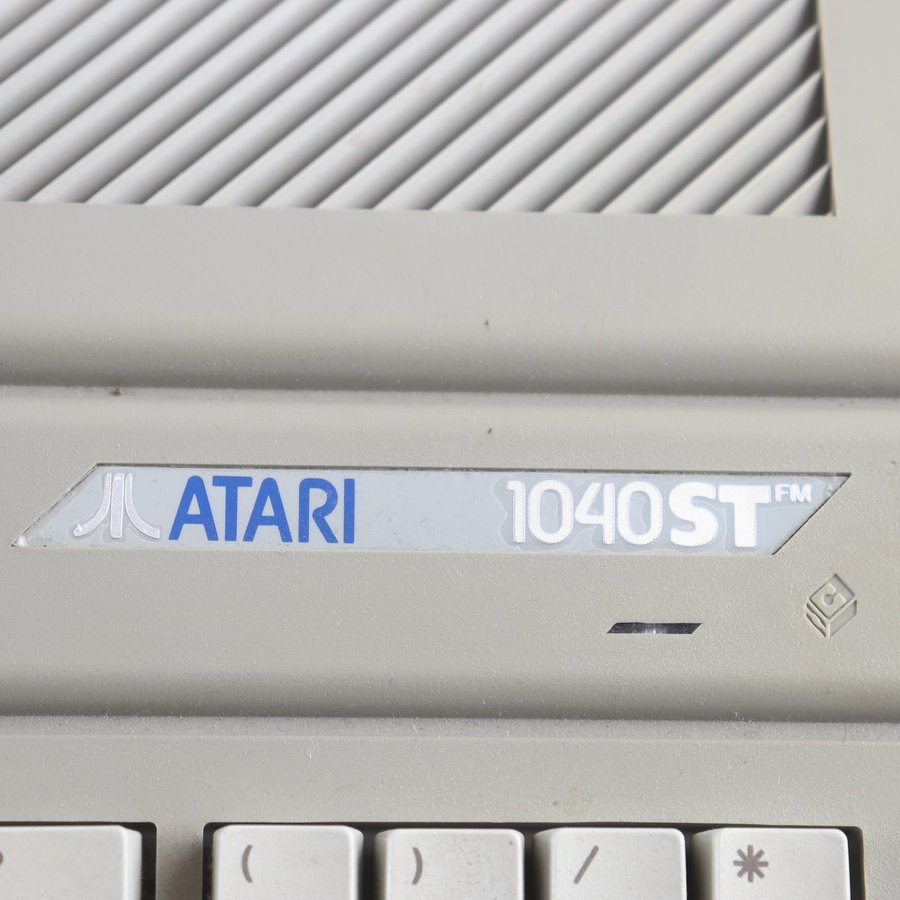 ATARI 1040STFM
( ) / *